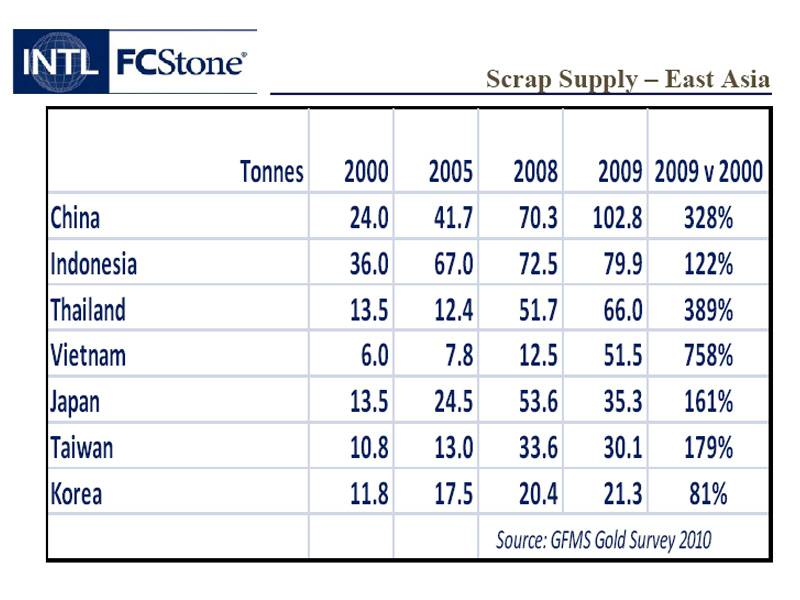 INTL FCStone®
Scrap Supply – East Asia
Tonnes 2000 2005 2008 2009 2009 v 2000
China 24.0 41.7 70.3 102.8 328%
Indonesia 36.0 67.0 72.5 79.9 122%
Thailand 13.5 12.4 51.7 66.0 389%
Vietnam 6.0 7.8 12.5 51.5 758%
Japan 13.5 24.5 53.6 35.3 161%
Taiwan 10.8 13.0 33.6 30.1 179%
Korea 11.8 17.5 20.4 21.3 81%
Source: GFMS Gold Survey 2010